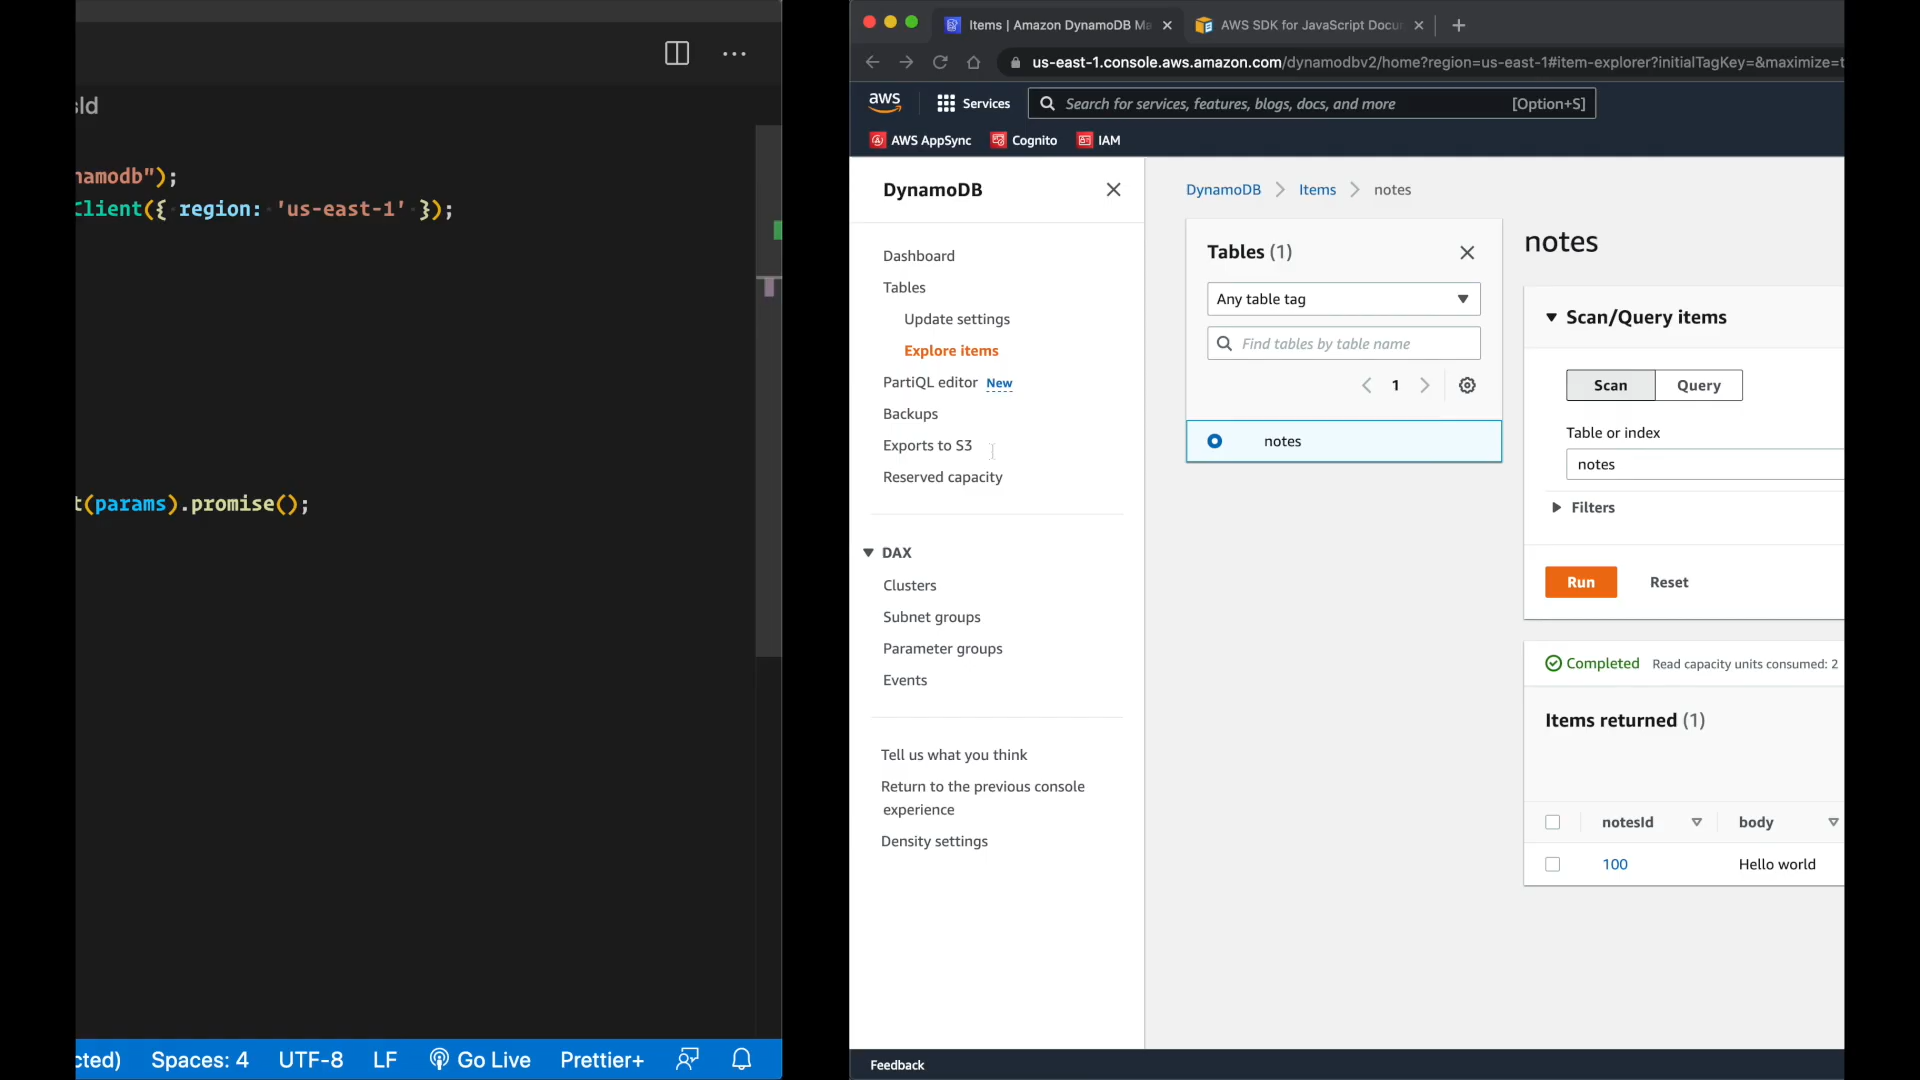 sId
namodb");
Client({ region: 'us-east-1' });
t(params).promise();
cted) Spaces: 4 UTF-8 LF Go Live Prettier+
Items | Amazon DynamoDB Ma
AWS SDK for JavaScript Docu
us-east-1.console.aws.amazon.com/dynamodbv2/home?region=us-east-1#item-explorer?initialTagKey=&maximize=t
aws Services Search for services, features, blogs, docs, and more [Option+S]
AWS AppSync Cognito IAM
DynamoDB
Dashboard
Tables
Update settings
Explore items
PartiQL editor New
Backups
Exports to S3
Reserved capacity
DAX
Clusters
Subnet groups
Parameter groups
Events
Tell us what you think
Return to the previous console
experience
Density settings
DynamoDB Items notes
Tables (1)
Any table tag
Find tables by table name
1
notes
notes
Scan/Query items
Scan Query
Table or index
notes
Filters
Run Reset
Completed Read capacity units consumed: 2
Items returned (1)
notesId body
100 Hello world
Feedback